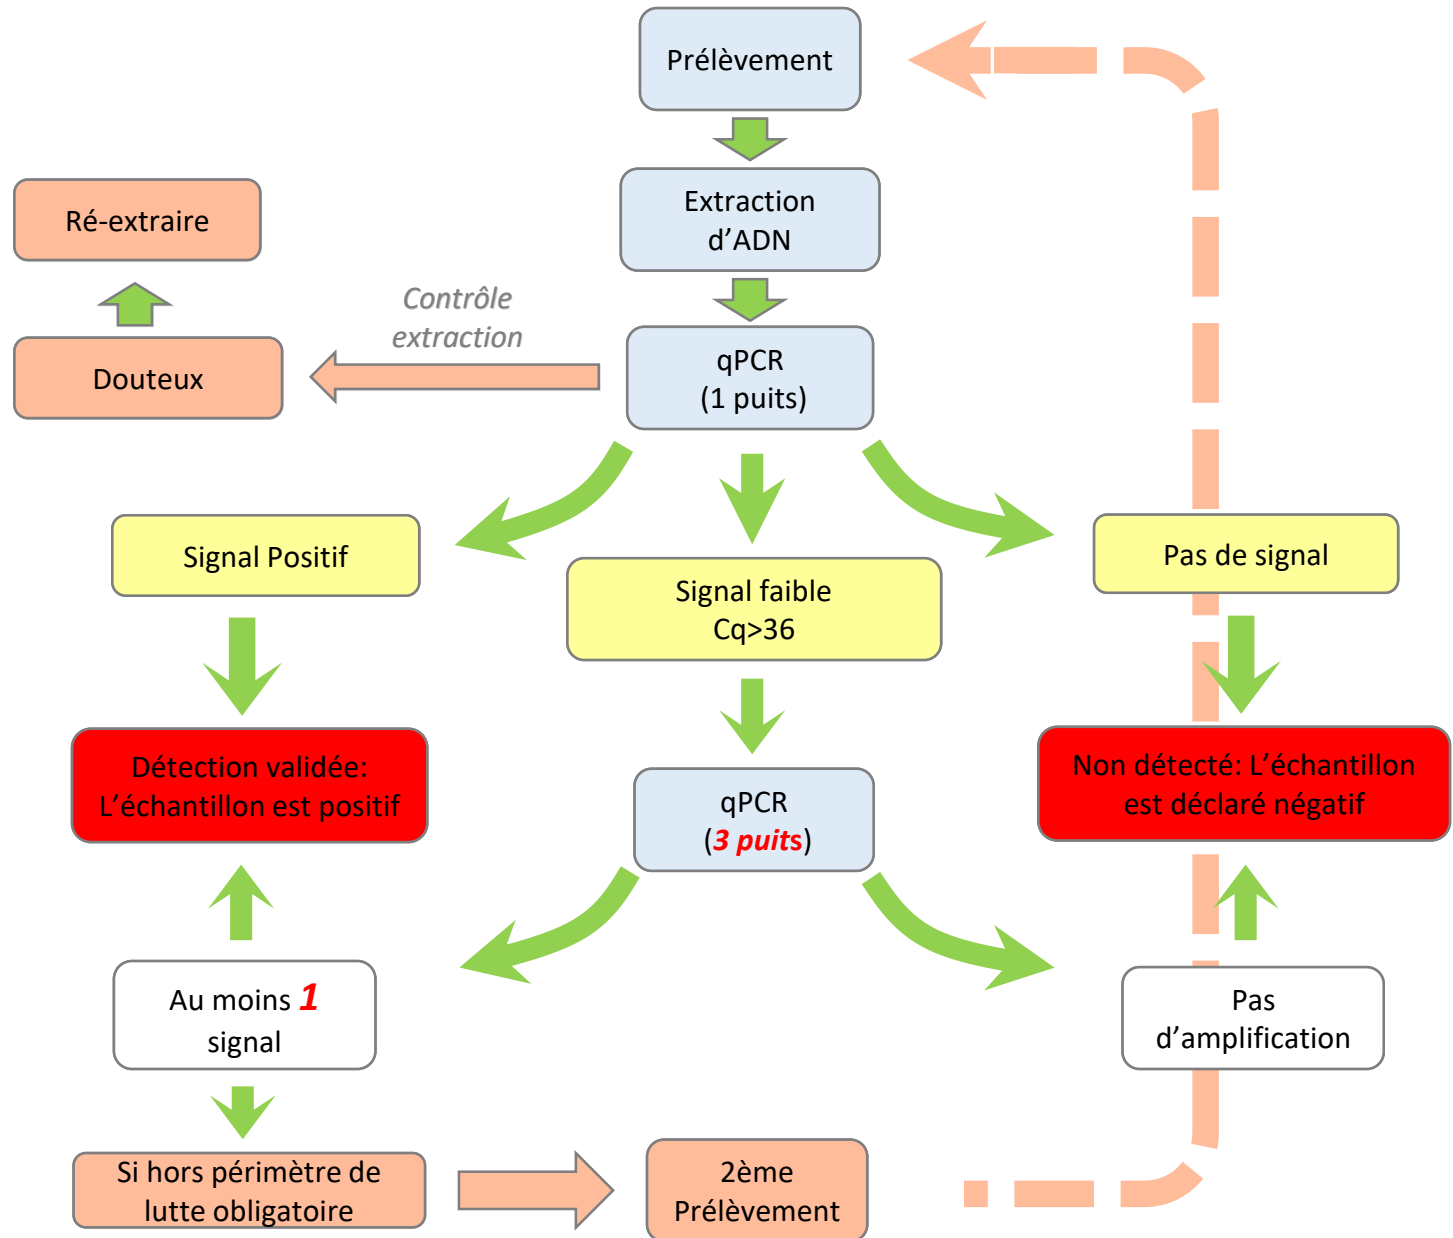 Prélèvement
Extraction
d’ADN
Ré-extraire
Contrôle
extraction
Douteux
qPCR
(1 puits)
Signal Positif
Signal faible
Cq>36
Pas de signal
Détection validée:
L’échantillon est positif
qPCR
(3 puits)
Non détecté: L’échantillon
est déclaré négatif
Au moins 1
signal
Pas
d’amplification
Si hors périmètre de
lutte obligatoire
2ème
Prélèvement